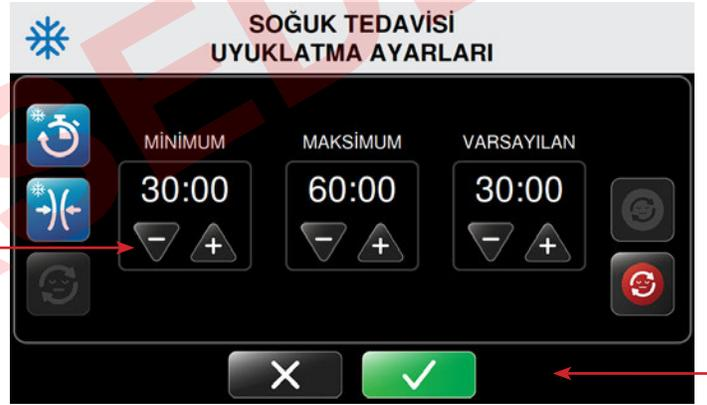 SOĞUK TEDAVİSİ
UYUKLATMA AYARLARI
MİNİMUM MAKSİMUM VARSAYILAN
30:00 60:00 30:00
- + - + - +